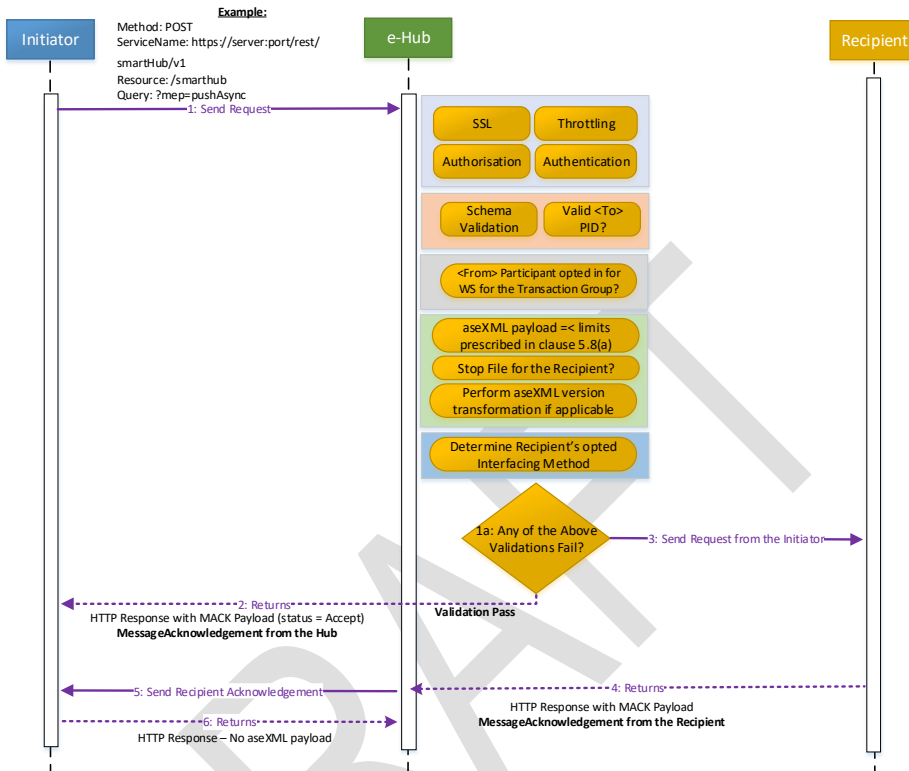 Example:
Method: POST
ServiceName: https://server:port/rest/
smartHub/v1
Resource: /smarthub
Query: ?mep=pushAsync
Initiator
e-Hub
Recipient
1: Send Request
SSL
Throttling
Authorisation
Authentication
Schema
Validation
Valid <To>
PID?
<From> Participant opted in for
WS for the Transaction Group?
aseXML payload =< limits
prescribed in clause 5.8(a)
Stop File for the Recipient?
Perform aseXML version
transformation if applicable
Determine Recipient's opted
Interfacing Method
1a: Any of the Above
Validations Fail?
3: Send Request from the Initiator
2: Returns
HTTP Response with MACK Payload (status = Accept)
MessageAcknowledgement from the Hub
Validation Pass
5: Send Recipient Acknowledgement
4: Returns
HTTP Response with MACK Payload
MessageAcknowledgement from the Recipient
6: Returns
HTTP Response – No aseXML payload
DRAFT